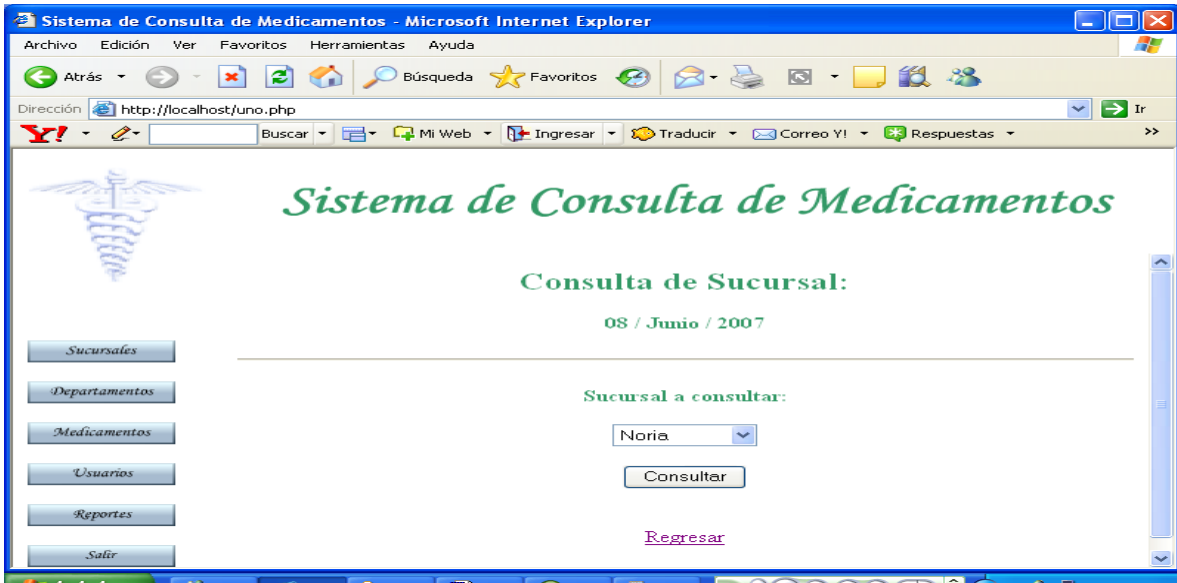 Sistema de Consulta de Medicamentos - Microsoft Internet Explorer
Archivo Edición Ver Favoritos Herramientas Ayuda
Atrás Búsqueda Favoritos
Dirección http://localhost/uno.php Ir
Y! Buscar Mi Web Ingresar Traducir Correo Y! Respuestas >>
Sistema de Consulta de Medicamentos
Consulta de Sucursal:
08 / Junio / 2007
Sucursales
Departamentos
Medicamentos
Usuarios
Reportes
Salir
Sucursal a consultar:
Noria
Consultar
Regresar